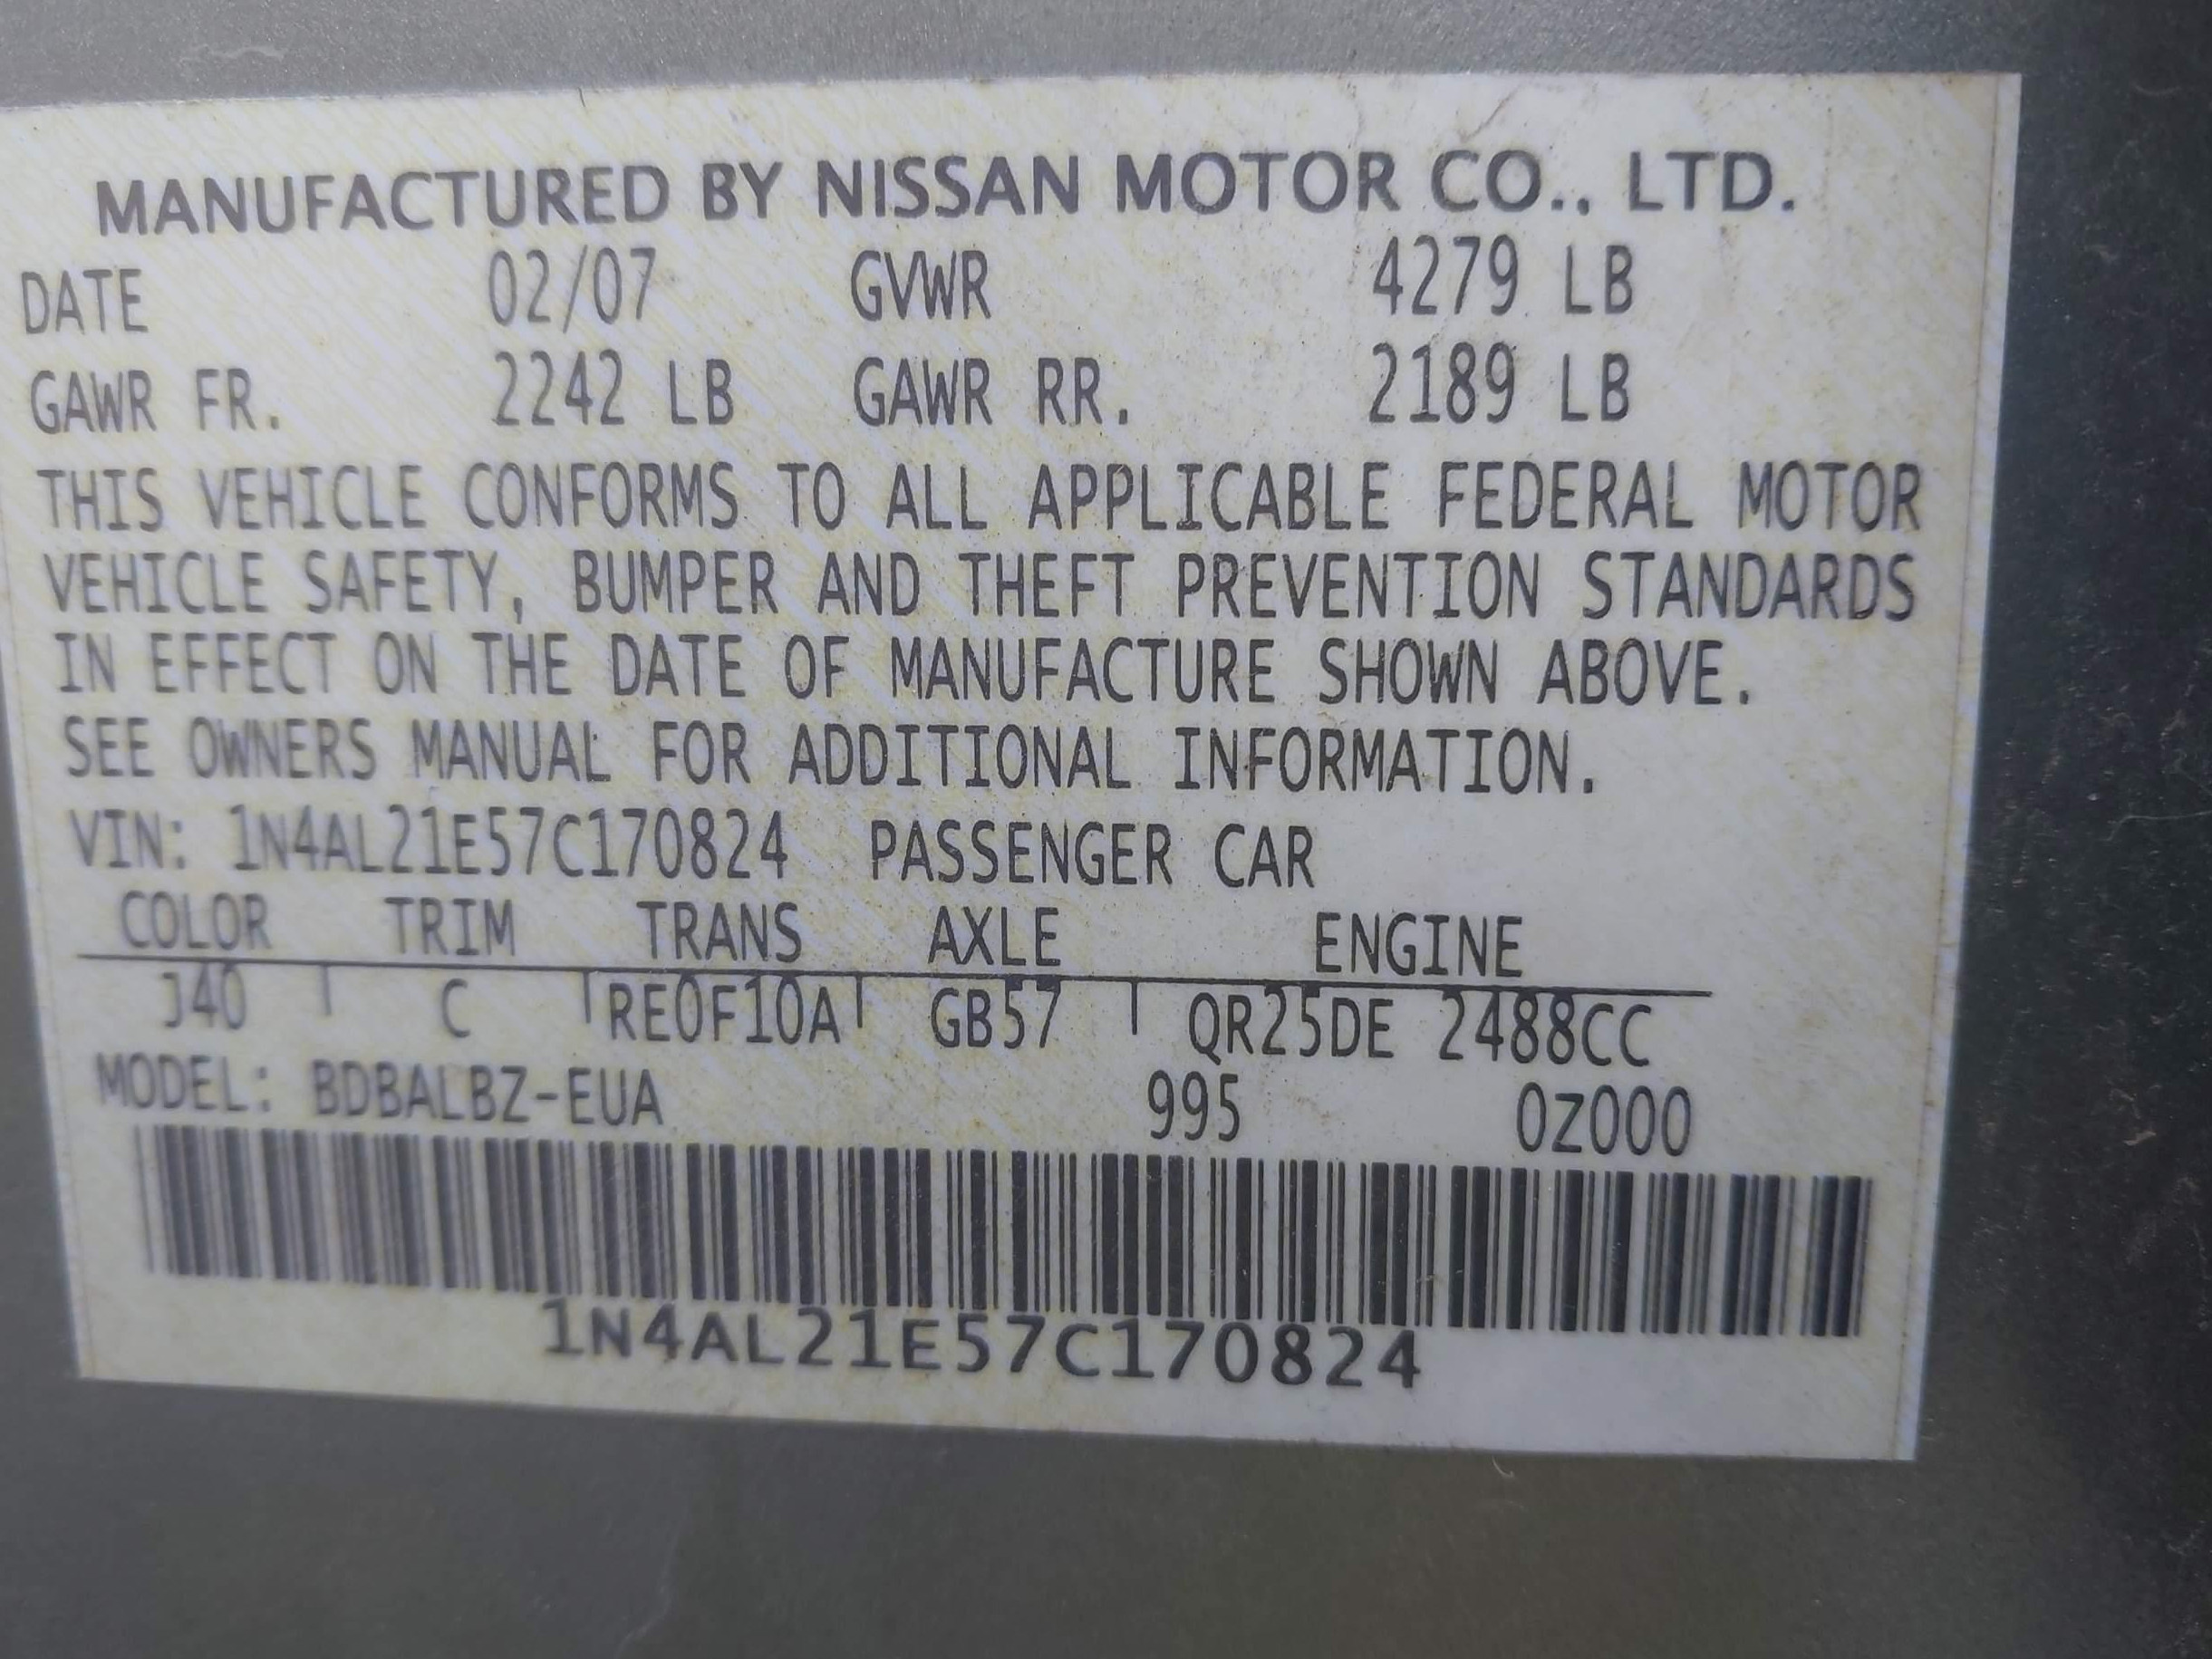 MANUFACTURED BY NISSAN MOTOR CO., LTD.
DATE 02/07 GVWR 4279 LB
GAWR FR. 2242 LB GAWR RR. 2189 LB
THIS VEHICLE CONFORMS TO ALL APPLICABLE FEDERAL MOTOR
VEHICLE SAFETY, BUMPER AND THEFT PREVENTION STANDARDS
IN EFFECT ON THE DATE OF MANUFACTURE SHOWN ABOVE.
SEE OWNERS MANUAL FOR ADDITIONAL INFORMATION.
VIN: 1N4AL21E57C170824 PASSENGER CAR
COLOR TRIM TRANS AXLE ENGINE
J40 C RE0F10A GB57 QR25DE 2488CC
MODEL: BDBALBZ-EUA 995 0Z000
1N4AL21E57C170824